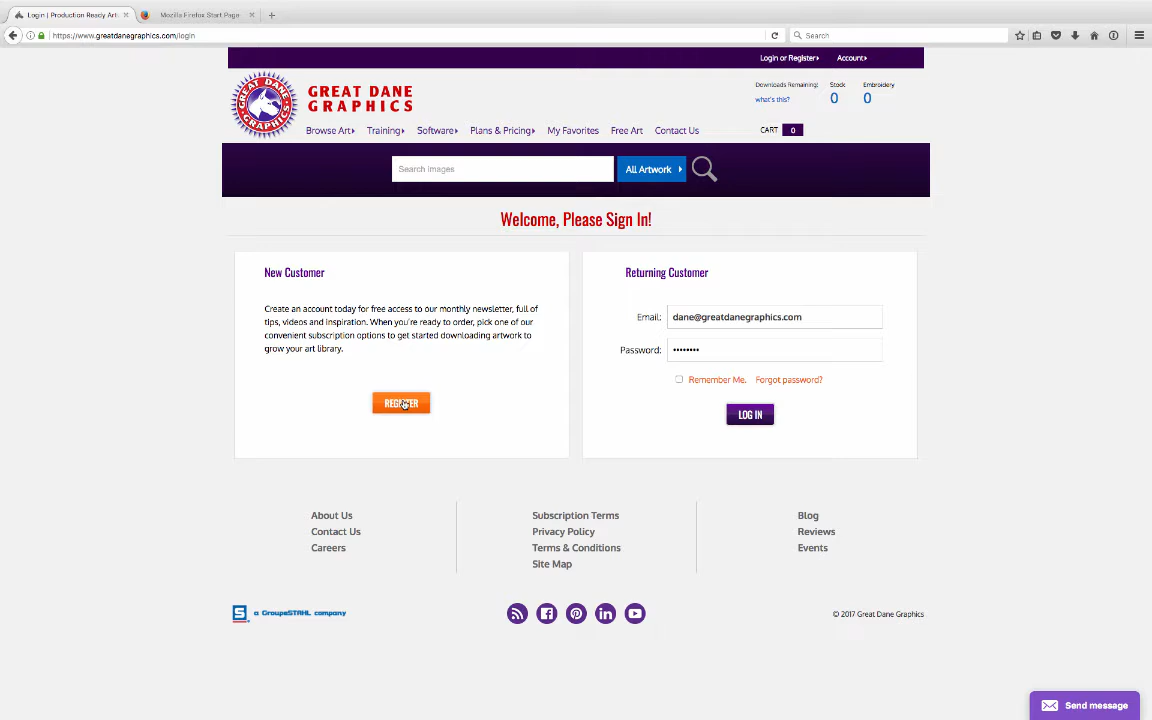 Login | Production Ready Art
Mozilla Firefox Start Page
https://www.greatdanegraphics.com/login
Search
Login or Register
Account
GREAT DANE
GRAPHICS
GREAT DANE GRAPHICS
Downloads Remaining:
what's this?
Stock
0
Embroidery
0
Browse Art
Training
Software
Plans & Pricing
My Favorites
Free Art
Contact Us
CART
0
Search Images
All Artwork
Welcome, Please Sign In!
New Customer
Create an account today for free access to our monthly newsletter, full of
tips, videos and inspiration. When you're ready to order, pick one of our
convenient subscription options to get started downloading artwork to
grow your art library.
REGISTER
Returning Customer
Email:
dane@greatdanegraphics.com
Password:
••••••••
Remember Me.
Forgot password?
LOG IN
About Us
Contact Us
Careers
Subscription Terms
Privacy Policy
Terms & Conditions
Site Map
Blog
Reviews
Events
S
a GroupeSTAHL company
© 2017 Great Dane Graphics
Send message